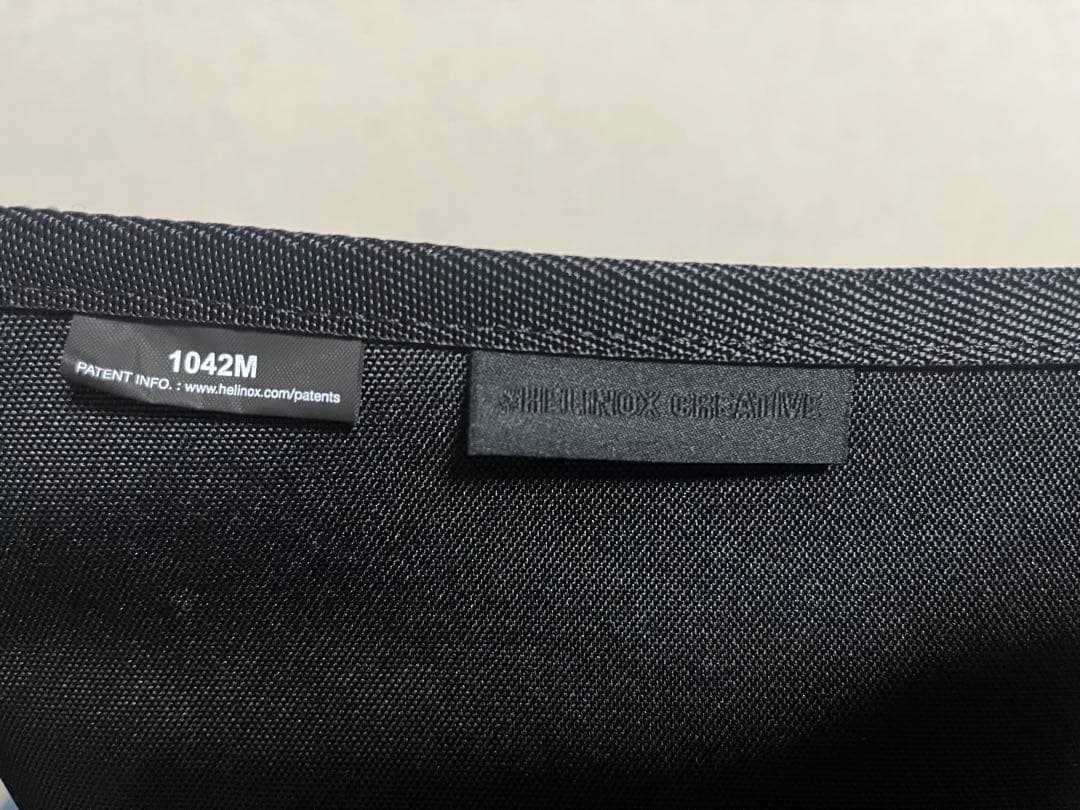 1042M
PATENT INFO. : www.helinox.com/patents
HELINOX CREATIVE